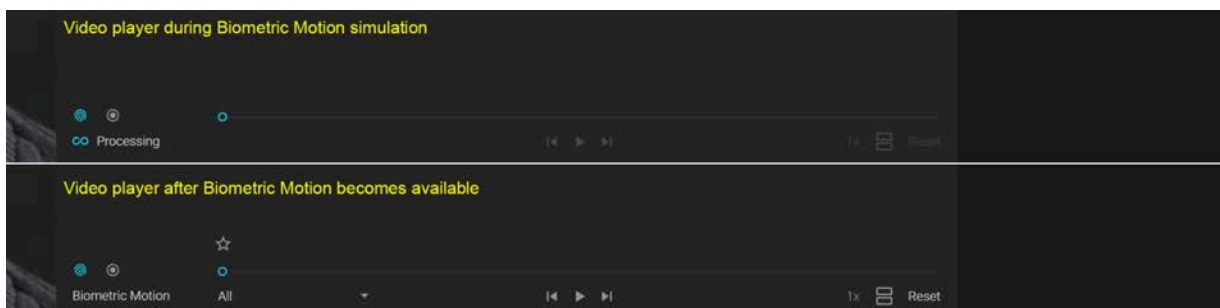 Video player during Biometric Motion simulation
Processing
1x Reset
Video player after Biometric Motion becomes available
Biometric Motion All 1x Reset